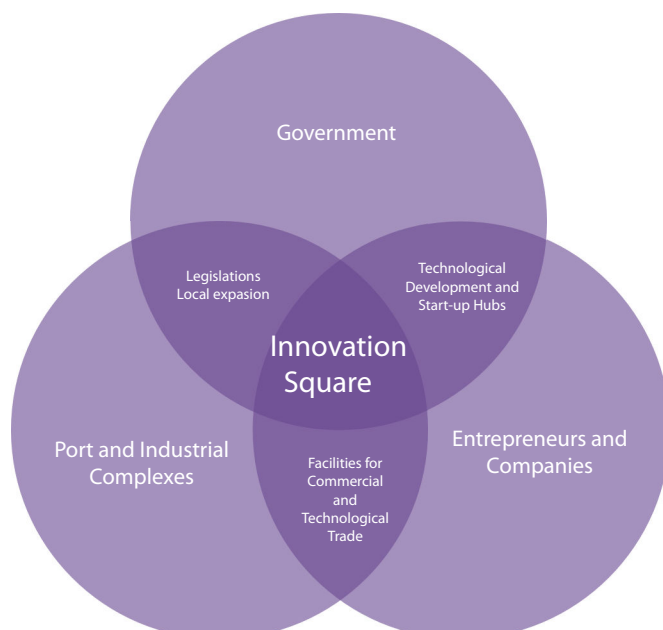 Government
Legislations
Local expasion
Technological
Development and
Start-up Hubs
Innovation
Square
Port and Industrial
Complexes
Entrepreneurs and
Companies
Facilities for
Commercial
and
Technological
Trade